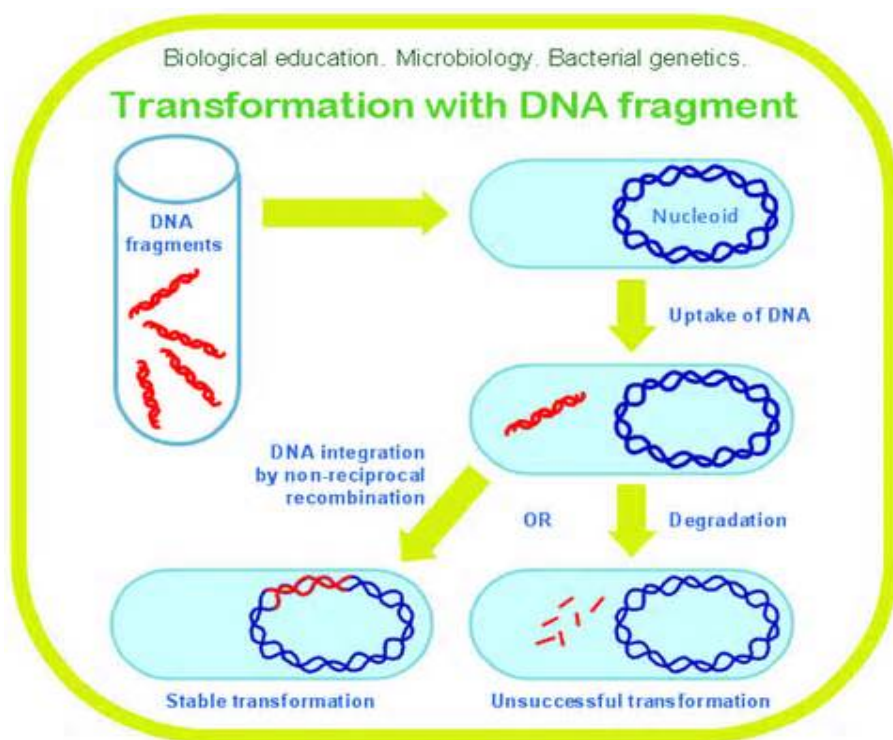 Biological education. Microbiology. Bacterial genetics.
Transformation with DNA fragment
DNA
fragments
Nucleoid
Uptake of DNA
DNA integration
by non-reciprocal
recombination
OR
Degradation
Stable transformation
Unsuccessful transformation